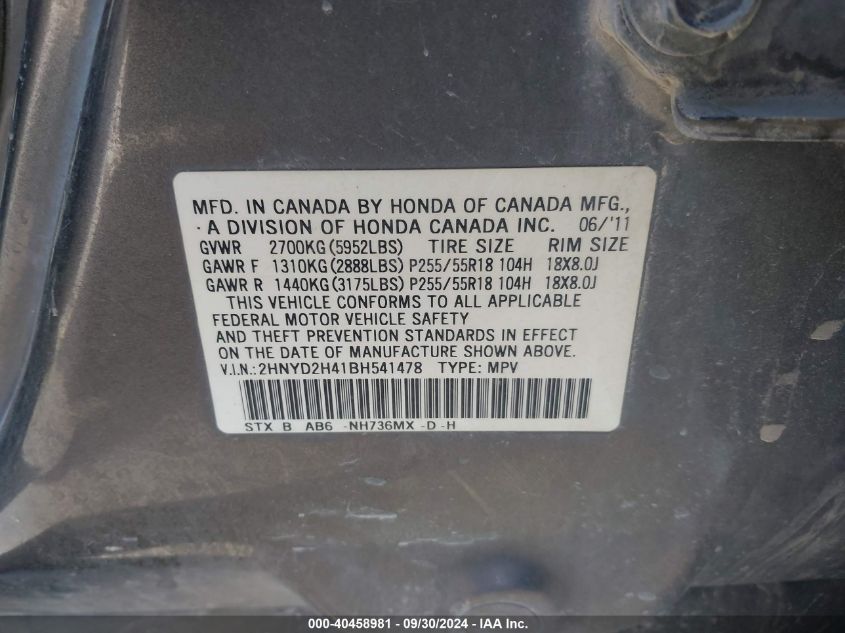 MFD. IN CANADA BY HONDA OF CANADA MFG.,
A DIVISION OF HONDA CANADA INC. 06/'11
GVWR 2700KG(5952LBS) TIRE SIZE RIM SIZE
GAWR F 1310KG(2888LBS) P255/55R18 104H 18X8.0J
GAWR R 1440KG(3175LBS) P255/55R18 104H 18X8.0J
THIS VEHICLE CONFORMS TO ALL APPLICABLE
FEDERAL MOTOR VEHICLE SAFETY
AND THEFT PREVENTION STANDARDS IN EFFECT
ON THE DATE OF MANUFACTURE SHOWN ABOVE.
V.I.N.:2HNYD2H41BH541478 TYPE: MPV
STX B AB6 -NH736MX -D -H
000-40458981 - 09/30/2024 - IAA Inc.